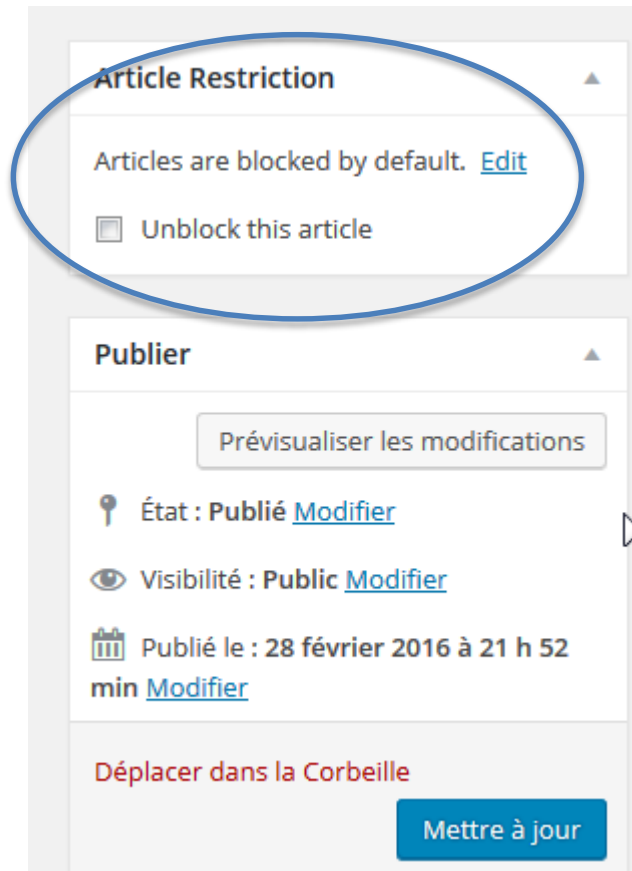 Article Restriction
Articles are blocked by default. Edit
Unblock this article
Publier
Prévisualiser les modifications
État : Publié Modifier
Visibilité : Public Modifier
Publié le : 28 février 2016 à 21 h 52
min Modifier
Déplacer dans la Corbeille
Mettre à jour